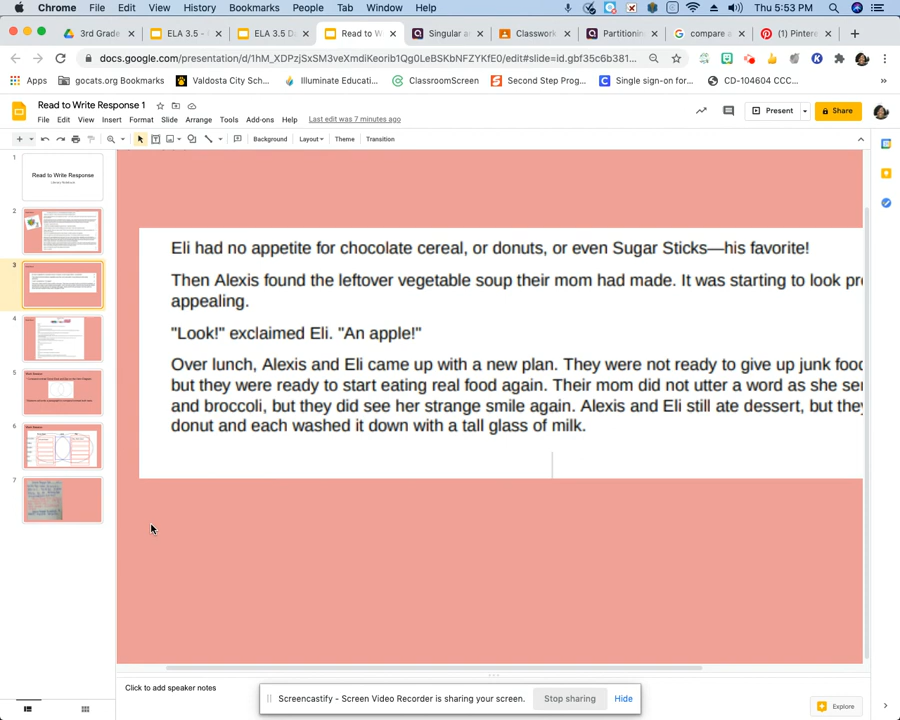 Chrome File Edit View History Bookmarks People Tab Window Help Thu 5:53 PM
3rd Grade ELA 3.5 - ELA 3.5 D Read to W Singular a Classwork Partitionin compare a (1) Pinter
docs.google.com/presentation/d/1hM_XDPzjSxSM3veXmdiKeorib1Qg0LeBSKbNFZYKfE0/edit#slide=id.gbf35c6b381...
Apps gocats.org Bookmarks Valdosta City Sch... Illuminate Educati... ClassroomScreen Second Step Prog... Single sign-on for... CD-104604 CCC...
Read to Write Response 1
File Edit View Insert Format Slide Arrange Tools Add-ons Help Last edit was 7 minutes ago
Present Share
Background Layout Theme Transition
1
Read to Write Response
2
3
4
5
6
7
Eli had no appetite for chocolate cereal, or donuts, or even Sugar Sticks—his favorite!
Then Alexis found the leftover vegetable soup their mom had made. It was starting to look pr
appealing.
"Look!" exclaimed Eli. "An apple!"
Over lunch, Alexis and Eli came up with a new plan. They were not ready to give up junk foo
but they were ready to start eating real food again. Their mom did not utter a word as she se
and broccoli, but they did see her strange smile again. Alexis and Eli still ate dessert, but they
donut and each washed it down with a tall glass of milk.
Click to add speaker notes
Screencastify - Screen Video Recorder is sharing your screen. Stop sharing Hide
Explore